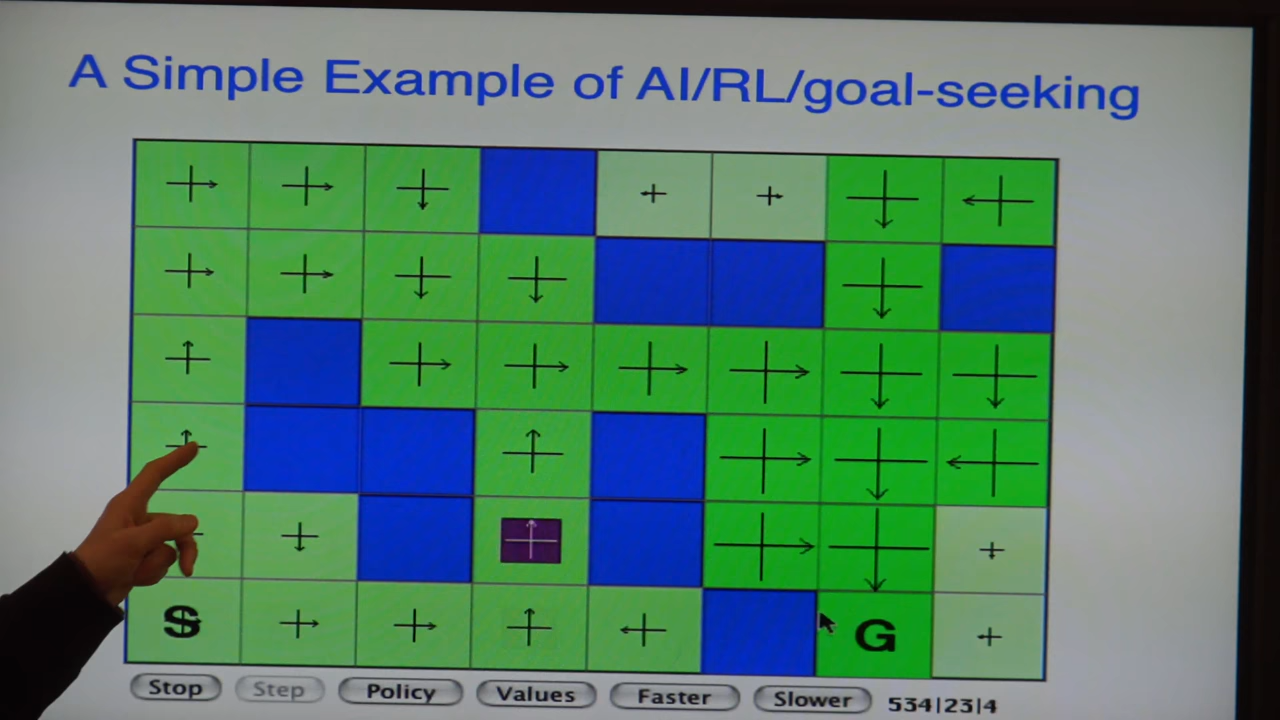 A Simple Example of AI/RL/goal-seeking
S
G
Stop Step Policy Values Faster Slower 534|23|4